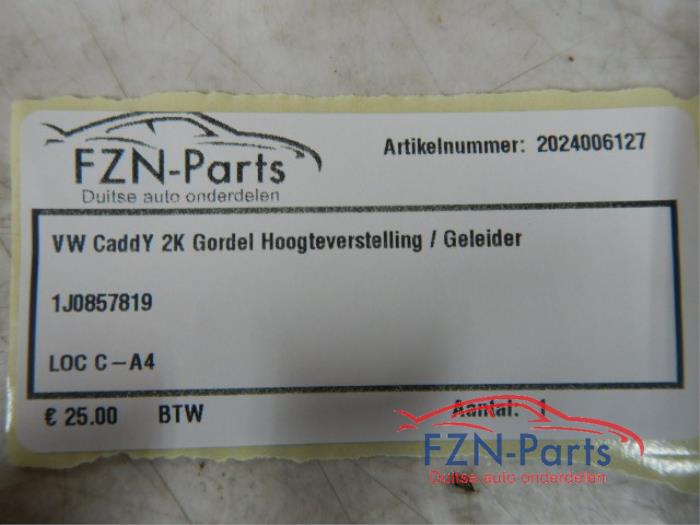 FZN-Parts
Duitse auto onderdelen
Artikelnummer: 2024006127
VW CaddY 2K Gordel Hoogteverstelling / Geleider
1J0857819
LOC C-A4
€ 25.00 BTW Aantal: 1
FZN-Parts
Duitse auto onderdelen